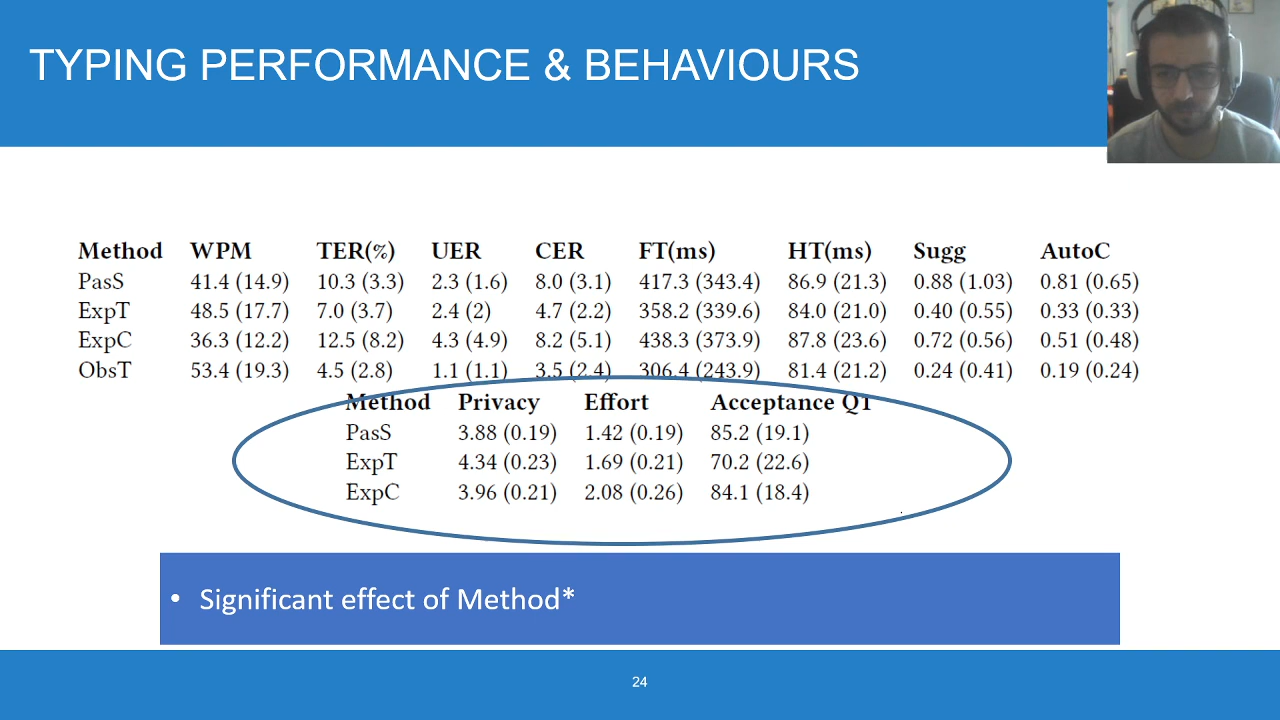 TYPING PERFORMANCE & BEHAVIOURS
Method WPM TER(%) UER CER FT(ms) HT(ms) Sugg AutoC
PasS 41.4 (14.9) 10.3 (3.3) 2.3 (1.6) 8.0 (3.1) 417.3 (343.4) 86.9 (21.3) 0.88 (1.03) 0.81 (0.65)
ExpT 48.5 (17.7) 7.0 (3.7) 2.4 (2) 4.7 (2.2) 358.2 (339.6) 84.0 (21.0) 0.40 (0.55) 0.33 (0.33)
ExpC 36.3 (12.2) 12.5 (8.2) 4.3 (4.9) 8.2 (5.1) 438.3 (373.9) 87.8 (23.6) 0.72 (0.56) 0.51 (0.48)
ObsT 53.4 (19.3) 4.5 (2.8) 1.1 (1.1) 3.5 (2.4) 306.4 (243.9) 81.4 (21.2) 0.24 (0.41) 0.19 (0.24)
Method Privacy Effort Acceptance Q1
PasS 3.88 (0.19) 1.42 (0.19) 85.2 (19.1)
ExpT 4.34 (0.23) 1.69 (0.21) 70.2 (22.6)
ExpC 3.96 (0.21) 2.08 (0.26) 84.1 (18.4)
• Significant effect of Method*
24